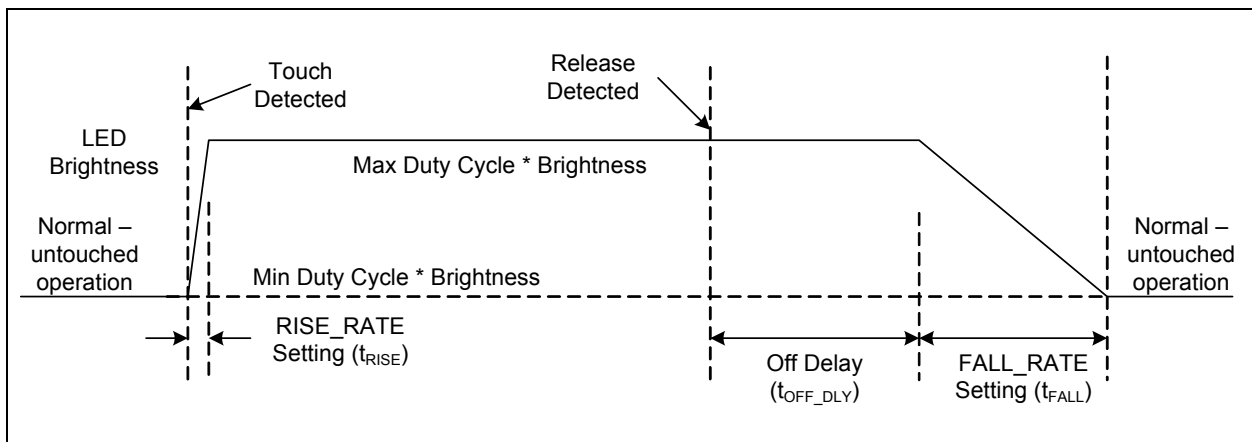 Touch
Detected
Release
Detected
LED
Brightness
Max Duty Cycle * Brightness
Normal –
untouched
operation
Min Duty Cycle * Brightness
Normal –
untouched
operation
RISE_RATE
Setting (tRISE)
Off Delay
(tOFF_DLY)
FALL_RATE
Setting (tFALL)